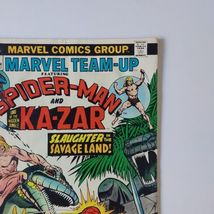 MARVEL COMICS GROUP
MARVEL TEAM-UP
FEATURING
SPIDER-MAN
AND
KA-ZAR
SLAUGHTER IN THE
SAVAGE LAND!